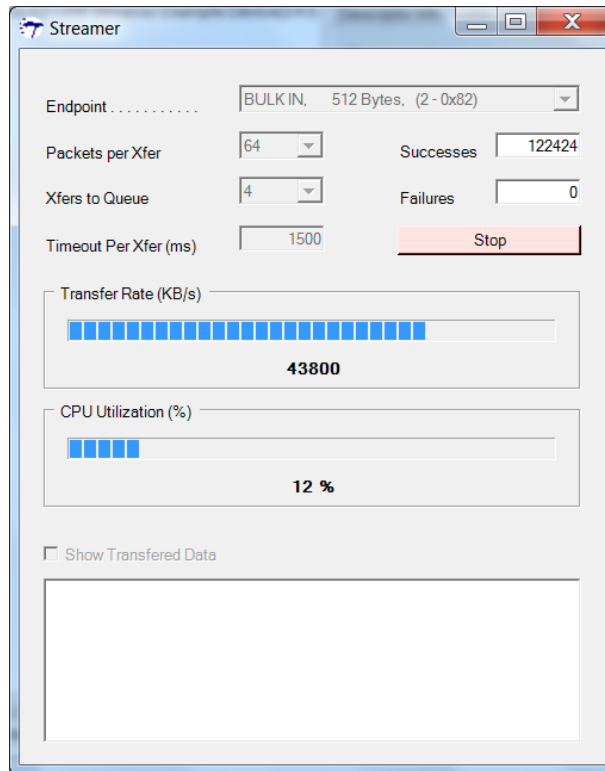 Streamer
Endpoint . . . . . . . . . . . BULK IN, 512 Bytes, (2 - 0x82)
Packets per Xfer 64 Successes 122424
Xfers to Queue 4 Failures 0
Timeout Per Xfer (ms) 1500 Stop
Transfer Rate (KB/s)
43800
CPU Utilization (%)
12 %
Show Transfered Data